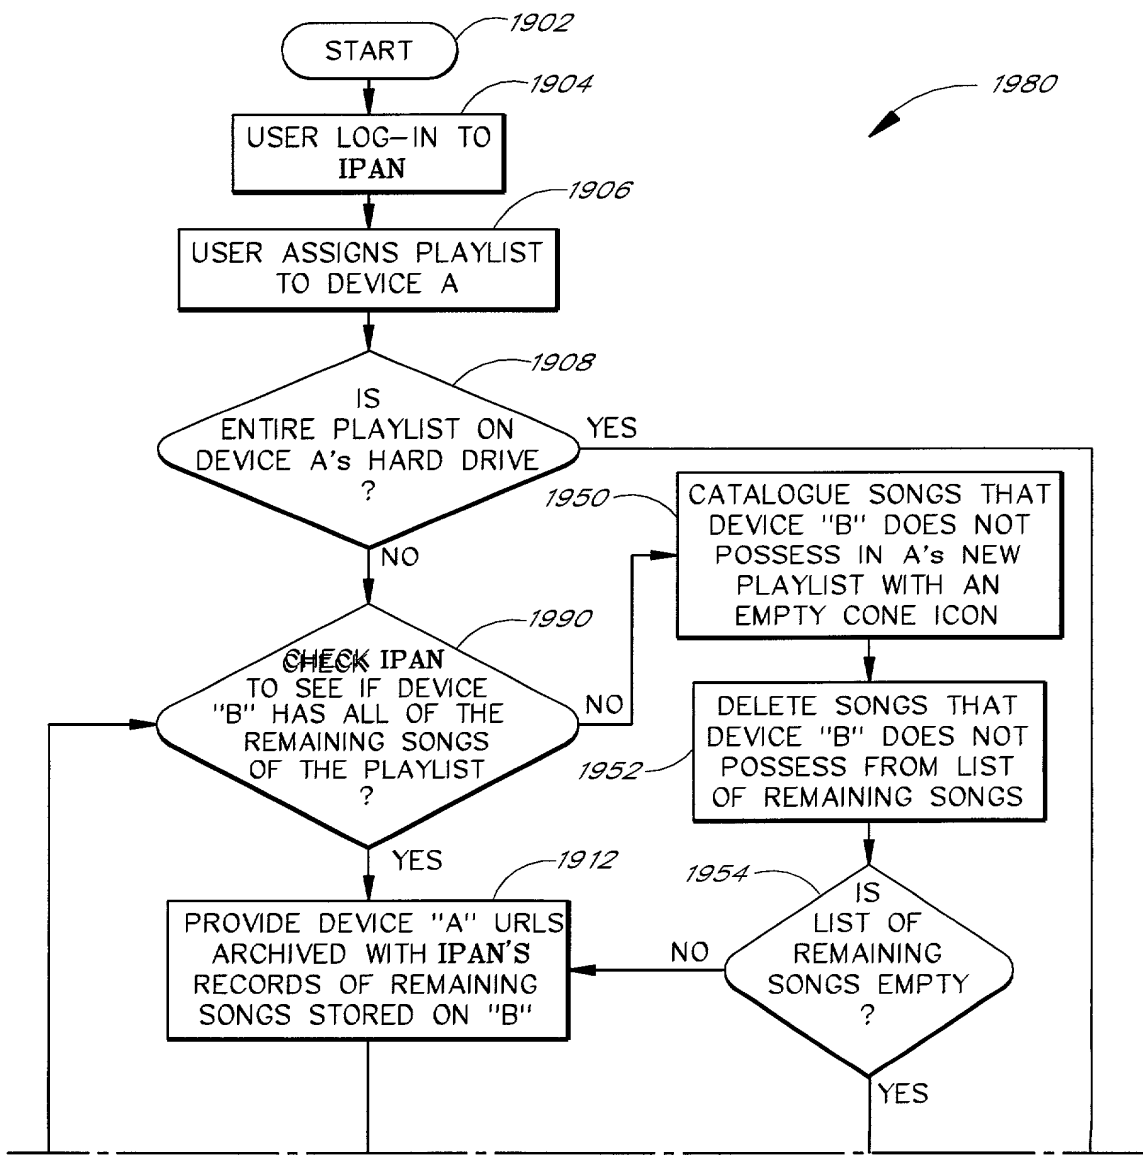 START
1902
1904
1980
USER LOG-IN TO
IPAN
1906
USER ASSIGNS PLAYLIST
TO DEVICE A
1908
IS
ENTIRE PLAYLIST ON
DEVICE A's HARD DRIVE
?
YES
NO
1950
CATALOGUE SONGS THAT
DEVICE "B" DOES NOT
POSSESS IN A's NEW
PLAYLIST WITH AN
EMPTY CONE ICON
1990
CHECK IPAN
TO SEE IF DEVICE
"B" HAS ALL OF THE
REMAINING SONGS
OF THE PLAYLIST
?
NO
YES
1952
DELETE SONGS THAT
DEVICE "B" DOES NOT
POSSESS FROM LIST
OF REMAINING SONGS
1912
PROVIDE DEVICE "A" URLS
ARCHIVED WITH IPAN'S
RECORDS OF REMAINING
SONGS STORED ON "B"
1954
IS
LIST OF
REMAINING
SONGS EMPTY
?
NO
YES